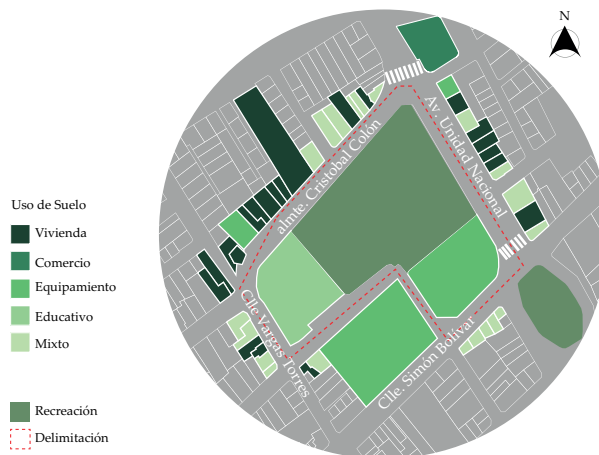 N
almte. Cristobal Colón
Av. Unidad Nacional
Clle Vargas Torres
Clle. Simón Bolívar
Uso de Suelo
Vivienda
Comercio
Equipamiento
Educativo
Mixto
Recreación
Delimitación